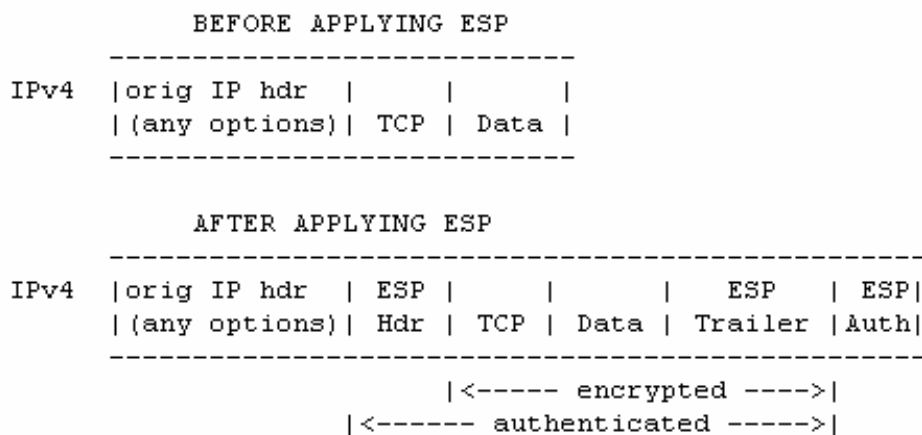 BEFORE APPLYING ESP
----------------------------
IPv4 |orig IP hdr | | |
|(any options)| TCP | Data |
----------------------------
AFTER APPLYING ESP
-------------------------------------------------
IPv4 |orig IP hdr | ESP | | | ESP | ESP|
|(any options)| Hdr | TCP | Data | Trailer |Auth|
-------------------------------------------------
|<----- encrypted ---->|
|<------ authenticated ----->|